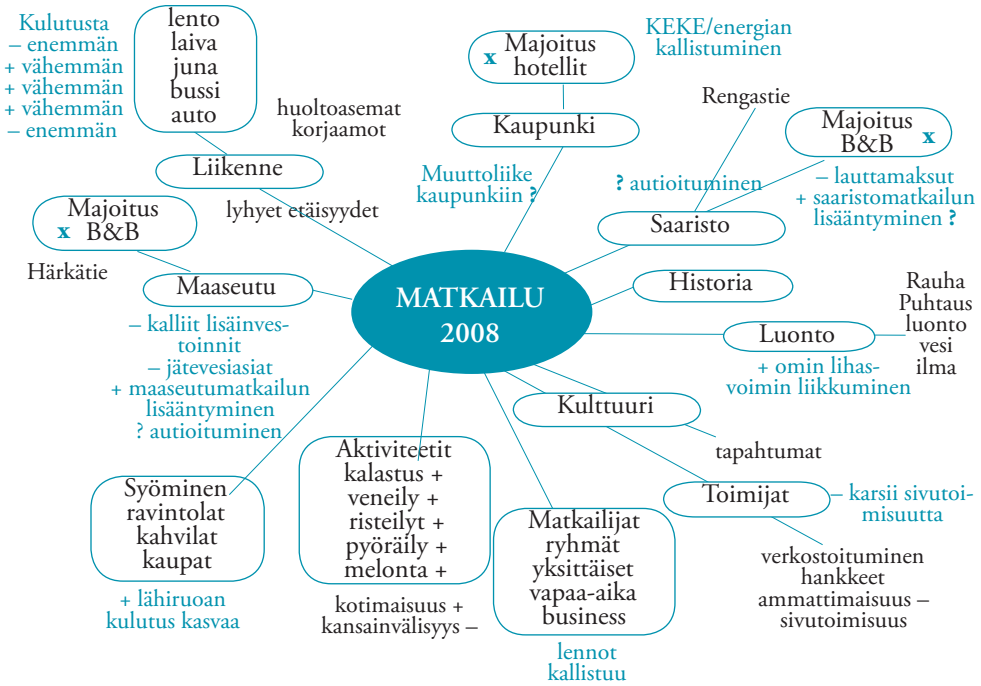 Kulutusta
– enemmän
+ vähemmän
+ vähemmän
+ vähemmän
– enemmän
lento
laiva
juna
bussi
auto
huoltoasemat
korjaamot
Liikenne
lyhyet etäisyydet
x Majoitus
hotellit
KEKE/energian
kallistuminen
Kaupunki
Muuttoliike
kaupunkiin ?
Rengastie
Majoitus
B&B x
? autioituminen
– lauttamaksut
+ saaristomatkailun
lisääntyminen ?
Saaristo
Majoitus
x B&B
Härkätie
Maaseutu
– kalliit lisäinves-
toinnit
– jätevesiasiat
+ maaseutumatkailun
lisääntyminen
? autioituminen
MATKAILU
2008
Historia
Luonto
+ omin lihas-
voimin liikkuminen
Rauha
Puhtaus
luonto
vesi
ilma
Kulttuuri
tapahtumat
Toimijat
– karsii sivutoi-
misuutta
verkostoituminen
hankkeet
ammattimaisuus –
sivutoimisuus
Syöminen
ravintolat
kahvilat
kaupat
+ lähiruoan
kulutus kasvaa
Aktiviteetit
kalastus +
veneily +
risteilyt +
pyöräily +
melonta +
kotimaisuus +
kansainvälisyys –
Matkailijat
ryhmät
yksittäiset
vapaa-aika
business
lennot
kallistuu